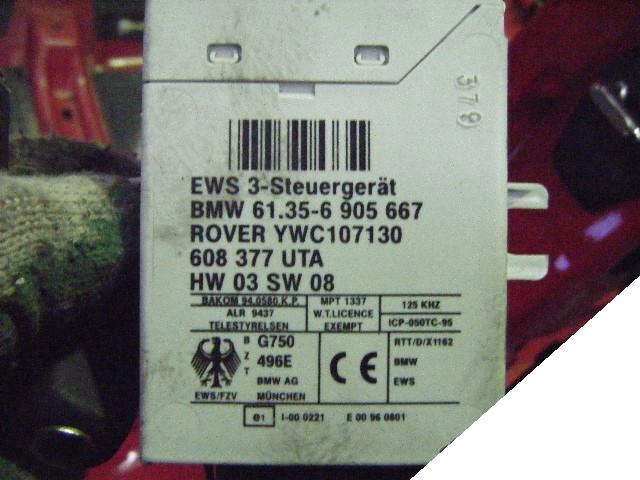 379
EWS 3-Steuergerät
BMW 61.35-6 905 667
ROVER YWC107130
608 377 UTA
HW 03 SW 08
BAKOM 94.0580.K.P.
ALR 9437
TELESTYRELSEN
MPT 1337
W.T.LICENCE
EXEMPT
125 KHZ
ICP-050TC-95
BZT
G750
496E
BMW AG
EWS/FZV MÜNCHEN
CE
RTT/D/X1162
BMW
EWS
e1 I-00 0221 E 00 96 0801